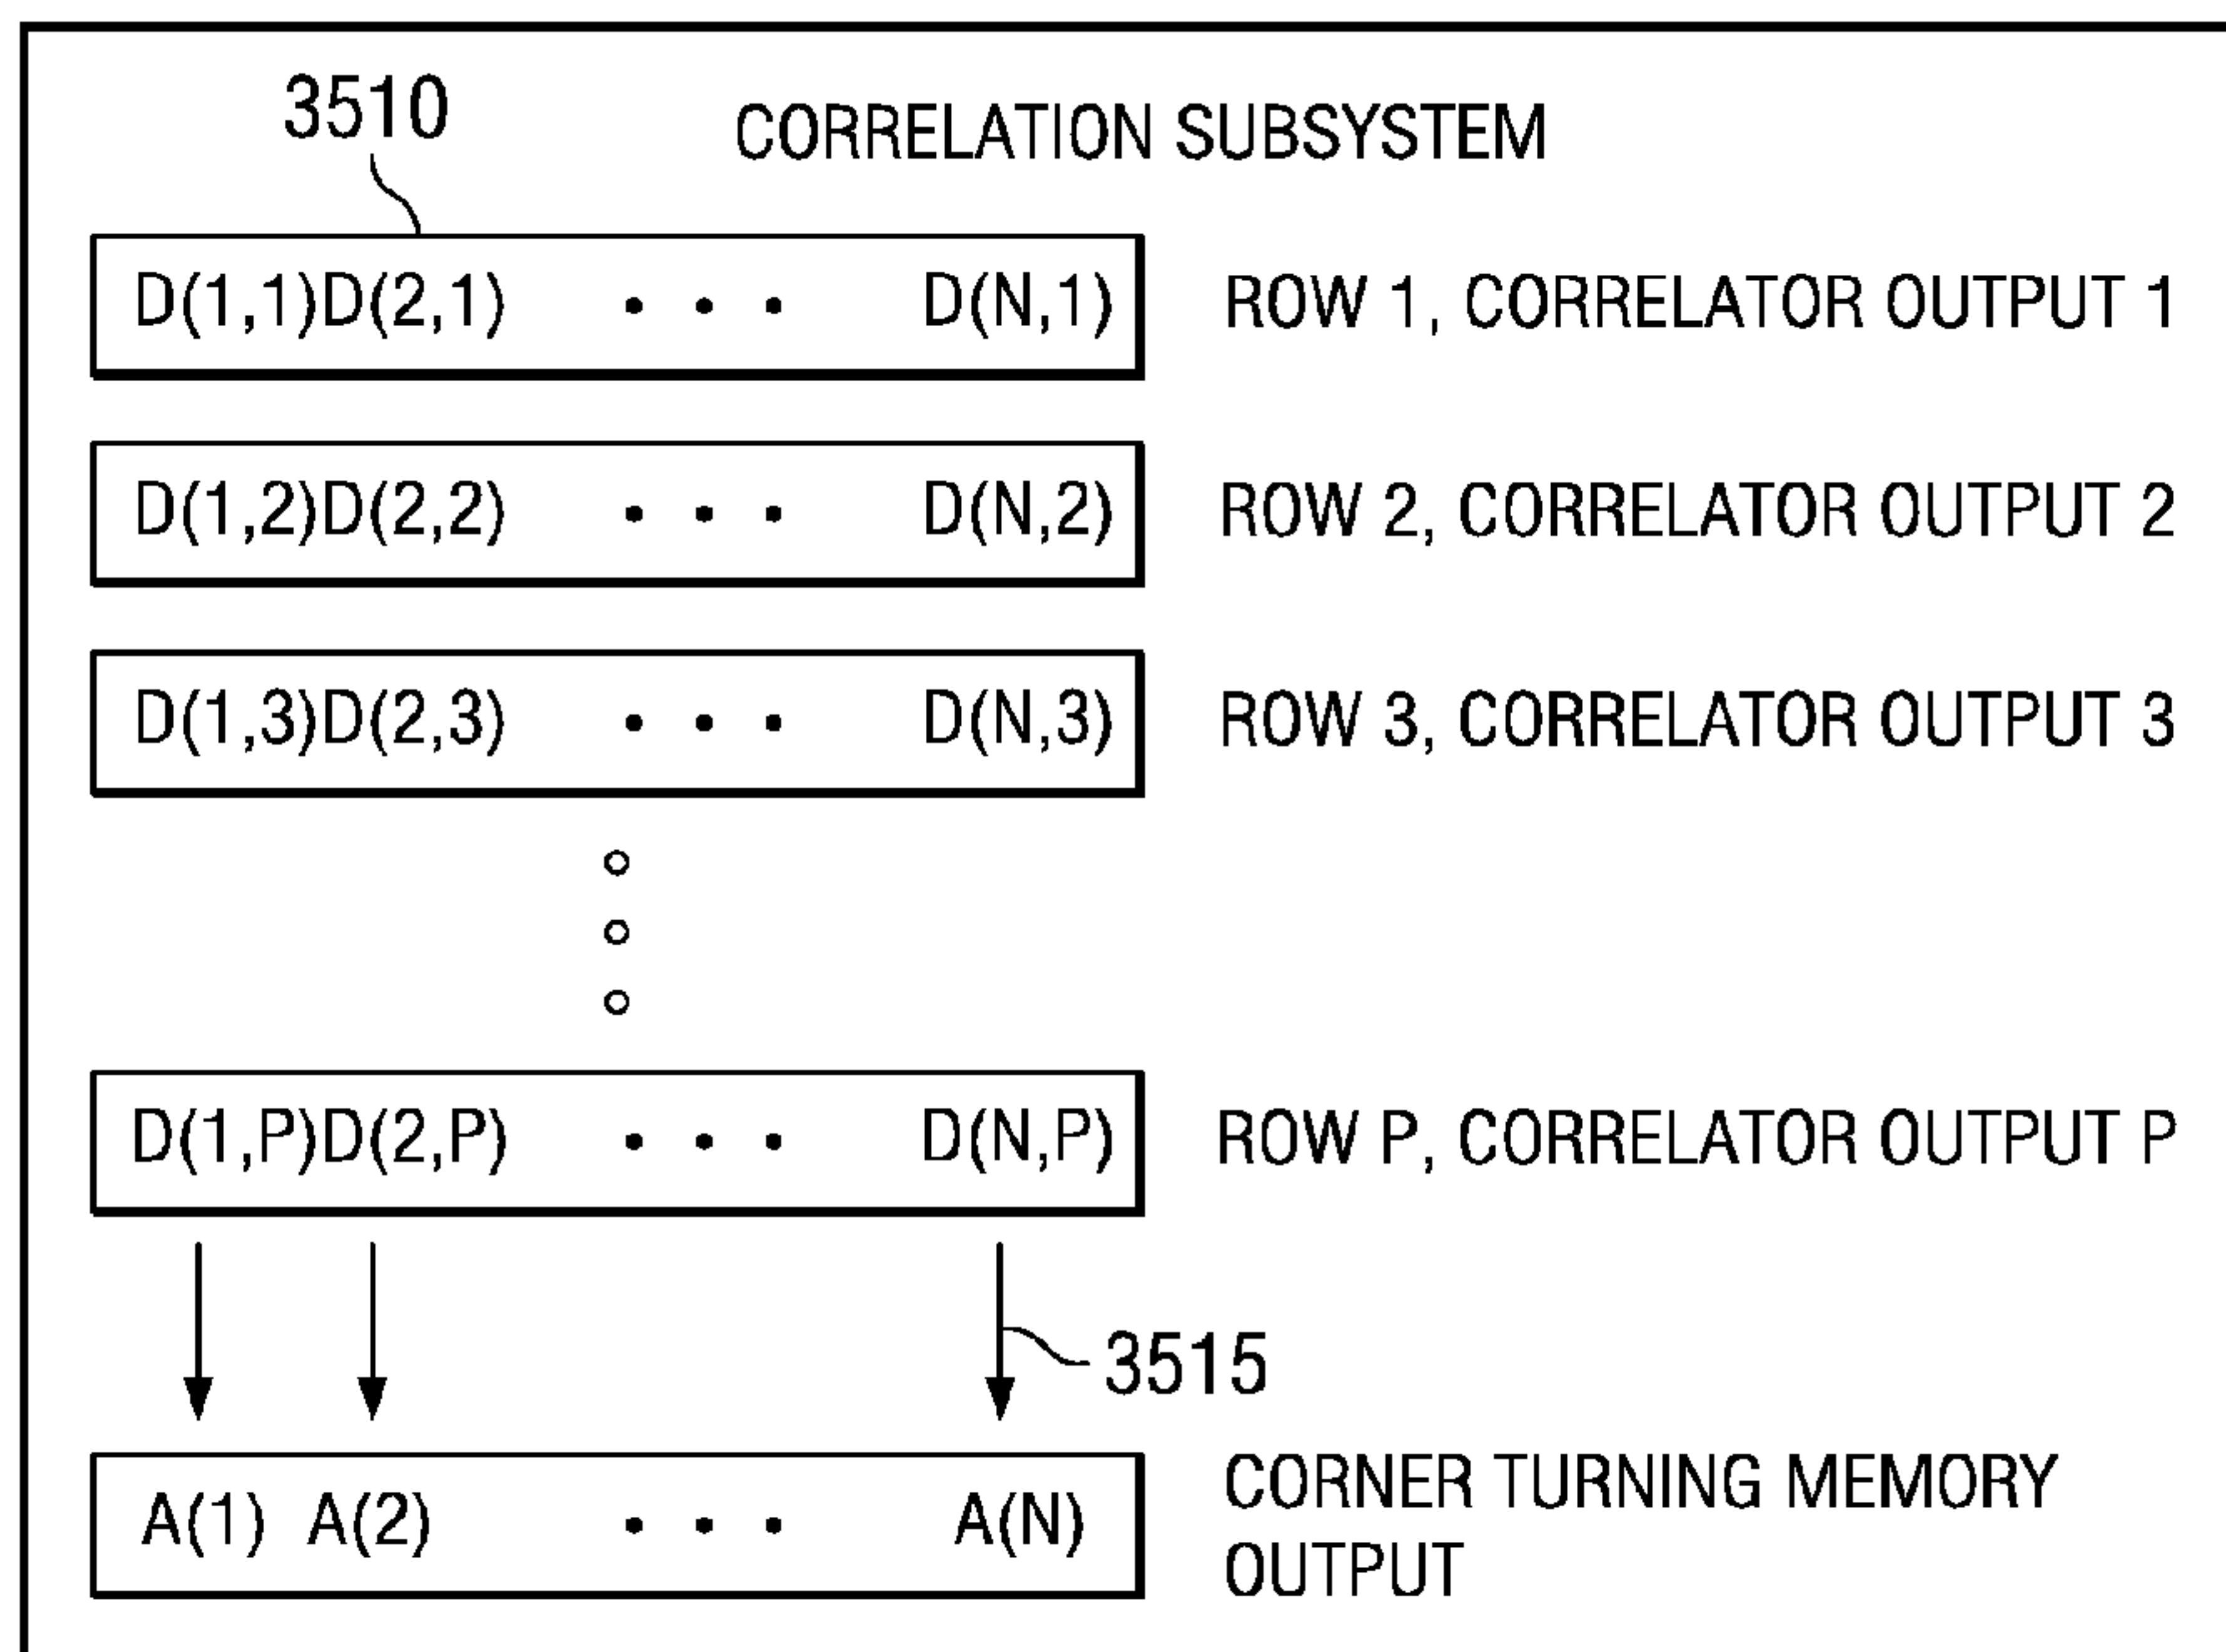 3510
CORRELATION SUBSYSTEM
D(1,1)D(2,1) • • • D(N,1) ROW 1, CORRELATOR OUTPUT 1
D(1,2)D(2,2) • • • D(N,2) ROW 2, CORRELATOR OUTPUT 2
D(1,3)D(2,3) • • • D(N,3) ROW 3, CORRELATOR OUTPUT 3
D(1,P)D(2,P) • • • D(N,P) ROW P, CORRELATOR OUTPUT P
3515
A(1) A(2) • • • A(N) CORNER TURNING MEMORY
OUTPUT